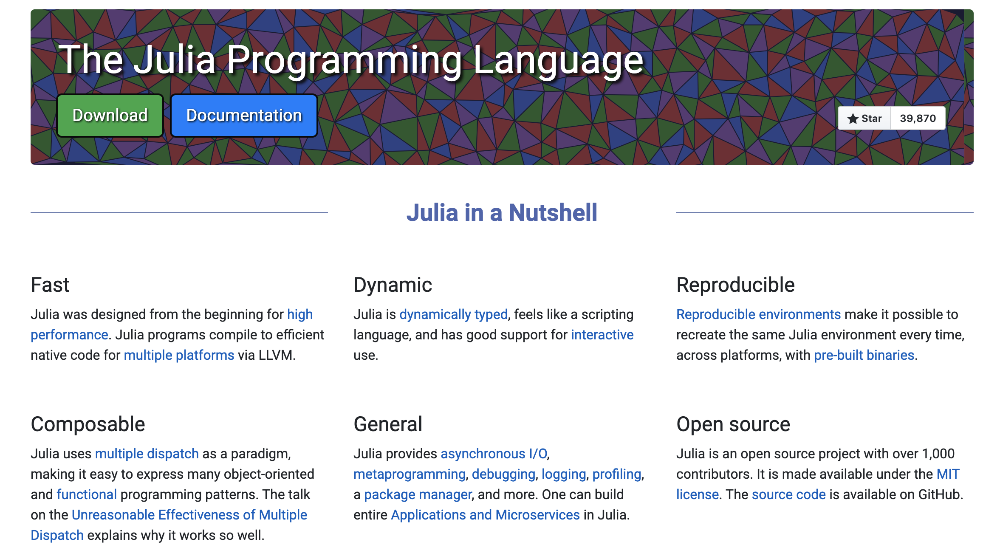 The Julia Programming Language
Download Documentation
Star 39,870
Julia in a Nutshell
Fast
Julia was designed from the beginning for high
performance. Julia programs compile to efficient
native code for multiple platforms via LLVM.
Dynamic
Julia is dynamically typed, feels like a scripting
language, and has good support for interactive
use.
Reproducible
Reproducible environments make it possible to
recreate the same Julia environment every time,
across platforms, with pre-built binaries.
Composable
Julia uses multiple dispatch as a paradigm,
making it easy to express many object-oriented
and functional programming patterns. The talk
on the Unreasonable Effectiveness of Multiple
Dispatch explains why it works so well.
General
Julia provides asynchronous I/O,
metaprogramming, debugging, logging, profiling,
a package manager, and more. One can build
entire Applications and Microservices in Julia.
Open source
Julia is an open source project with over 1,000
contributors. It is made available under the MIT
license. The source code is available on GitHub.